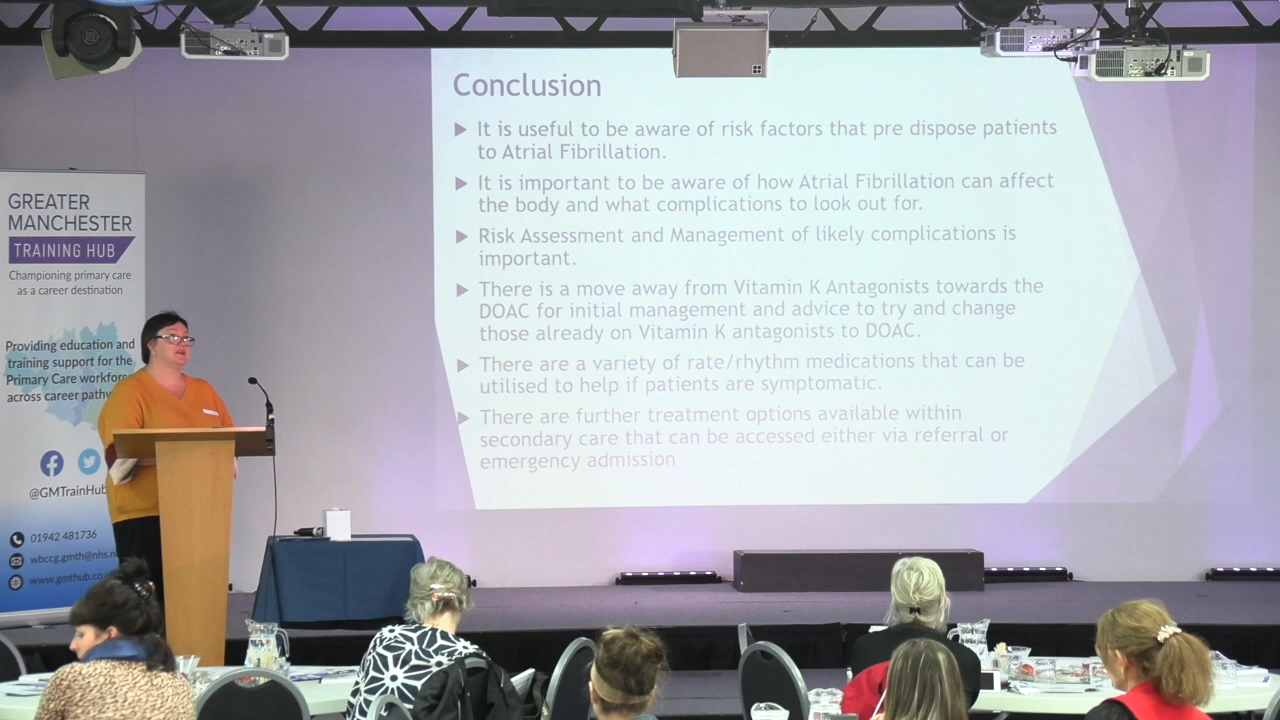 Conclusion
It is useful to be aware of risk factors that pre dispose patients
to Atrial Fibrillation.
It is important to be aware of how Atrial Fibrillation can affect
the body and what complications to look out for.
Risk Assessment and Management of likely complications is
important.
There is a move away from Vitamin K Antagonists towards the
DOAC for initial management and advice to try and change
those already on Vitamin K antagonists to DOAC.
There are a variety of rate/rhythm medications that can be
utilised to help if patients are symptomatic.
There are further treatment options available within
secondary care that can be accessed either via referral or
emergency admission
GREATER
MANCHESTER
TRAINING HUB
Championing primary care
as a career destination
Providing education and
training support for the
Primary Care workforc
across career pathw
@GMTrainHub
01942 481736
wbccg.gmth@nhs.n
www.gmthub.co